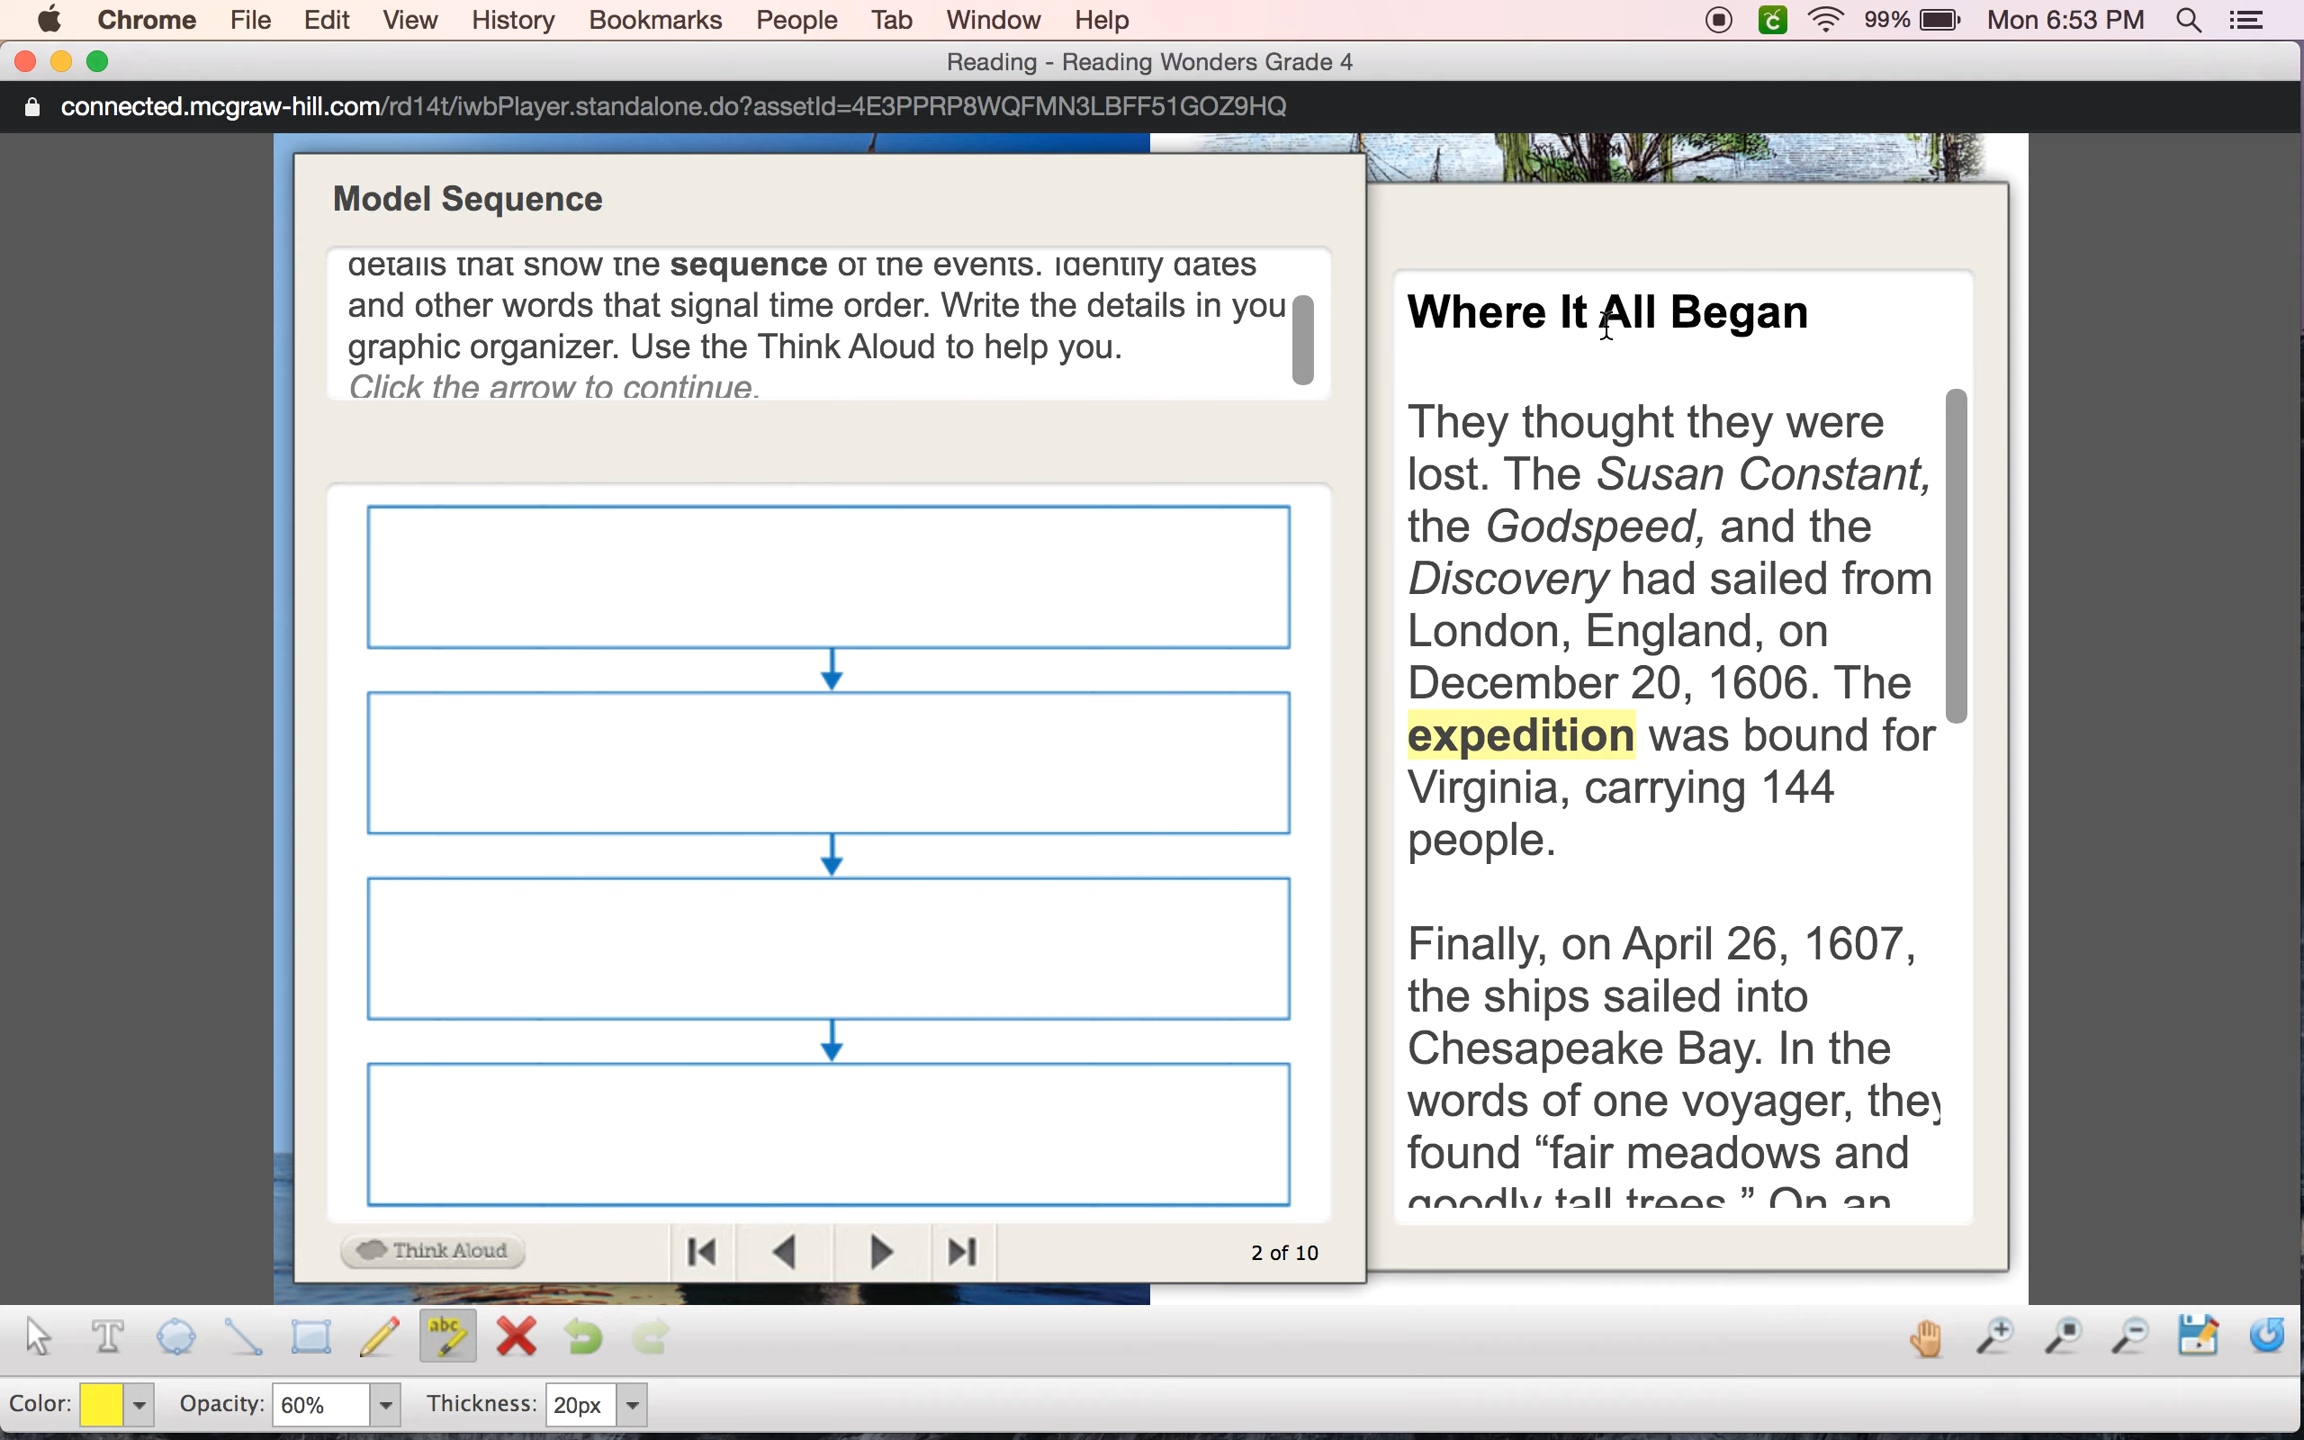 Chrome File Edit View History Bookmarks People Tab Window Help 99% Mon 6:53 PM
Reading - Reading Wonders Grade 4
connected.mcgraw-hill.com/rd14t/iwbPlayer.standalone.do?assetId=4E3PPRP8WQFMN3LBFF51GOZ9HQ
Model Sequence
details that show the sequence of the events. Identify dates
and other words that signal time order. Write the details in you
graphic organizer. Use the Think Aloud to help you.
Click the arrow to continue.
Think Aloud
2 of 10
Where It All Began
They thought they were
lost. The Susan Constant,
the Godspeed, and the
Discovery had sailed from
London, England, on
December 20, 1606. The
expedition was bound for
Virginia, carrying 144
people.
Finally, on April 26, 1607,
the ships sailed into
Chesapeake Bay. In the
words of one voyager, they
found “fair meadows and
goodly tall trees.” On an
T abc
Color: Opacity: 60% Thickness: 20px